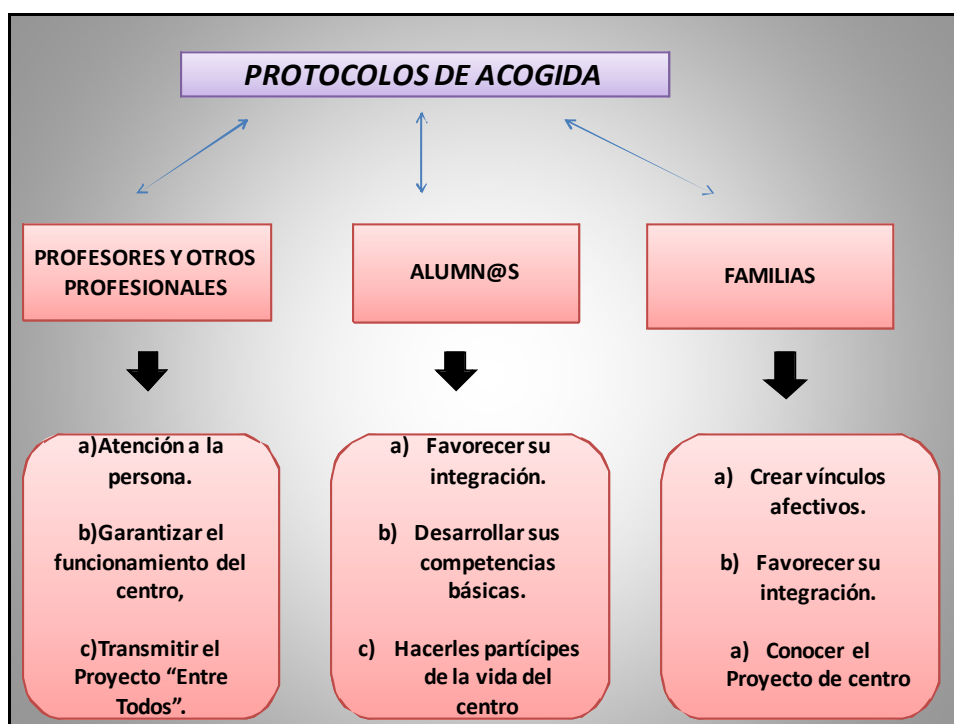 PROTOCOLOS DE ACOGIDA
PROFESORES Y OTROS
PROFESIONALES
ALUMN@S
FAMILIAS
a)Atención a la
persona.
b)Garantizar el
funcionamiento del
centro,
c)Transmitir el
Proyecto “Entre
Todos”.
a) Favorecer su
integración.
b) Desarrollar sus
competencias
básicas.
c) Hacerles partícipes
de la vida del
centro
a) Crear vínculos
afectivos.
b) Favorecer su
integración.
a) Conocer el
Proyecto de centro